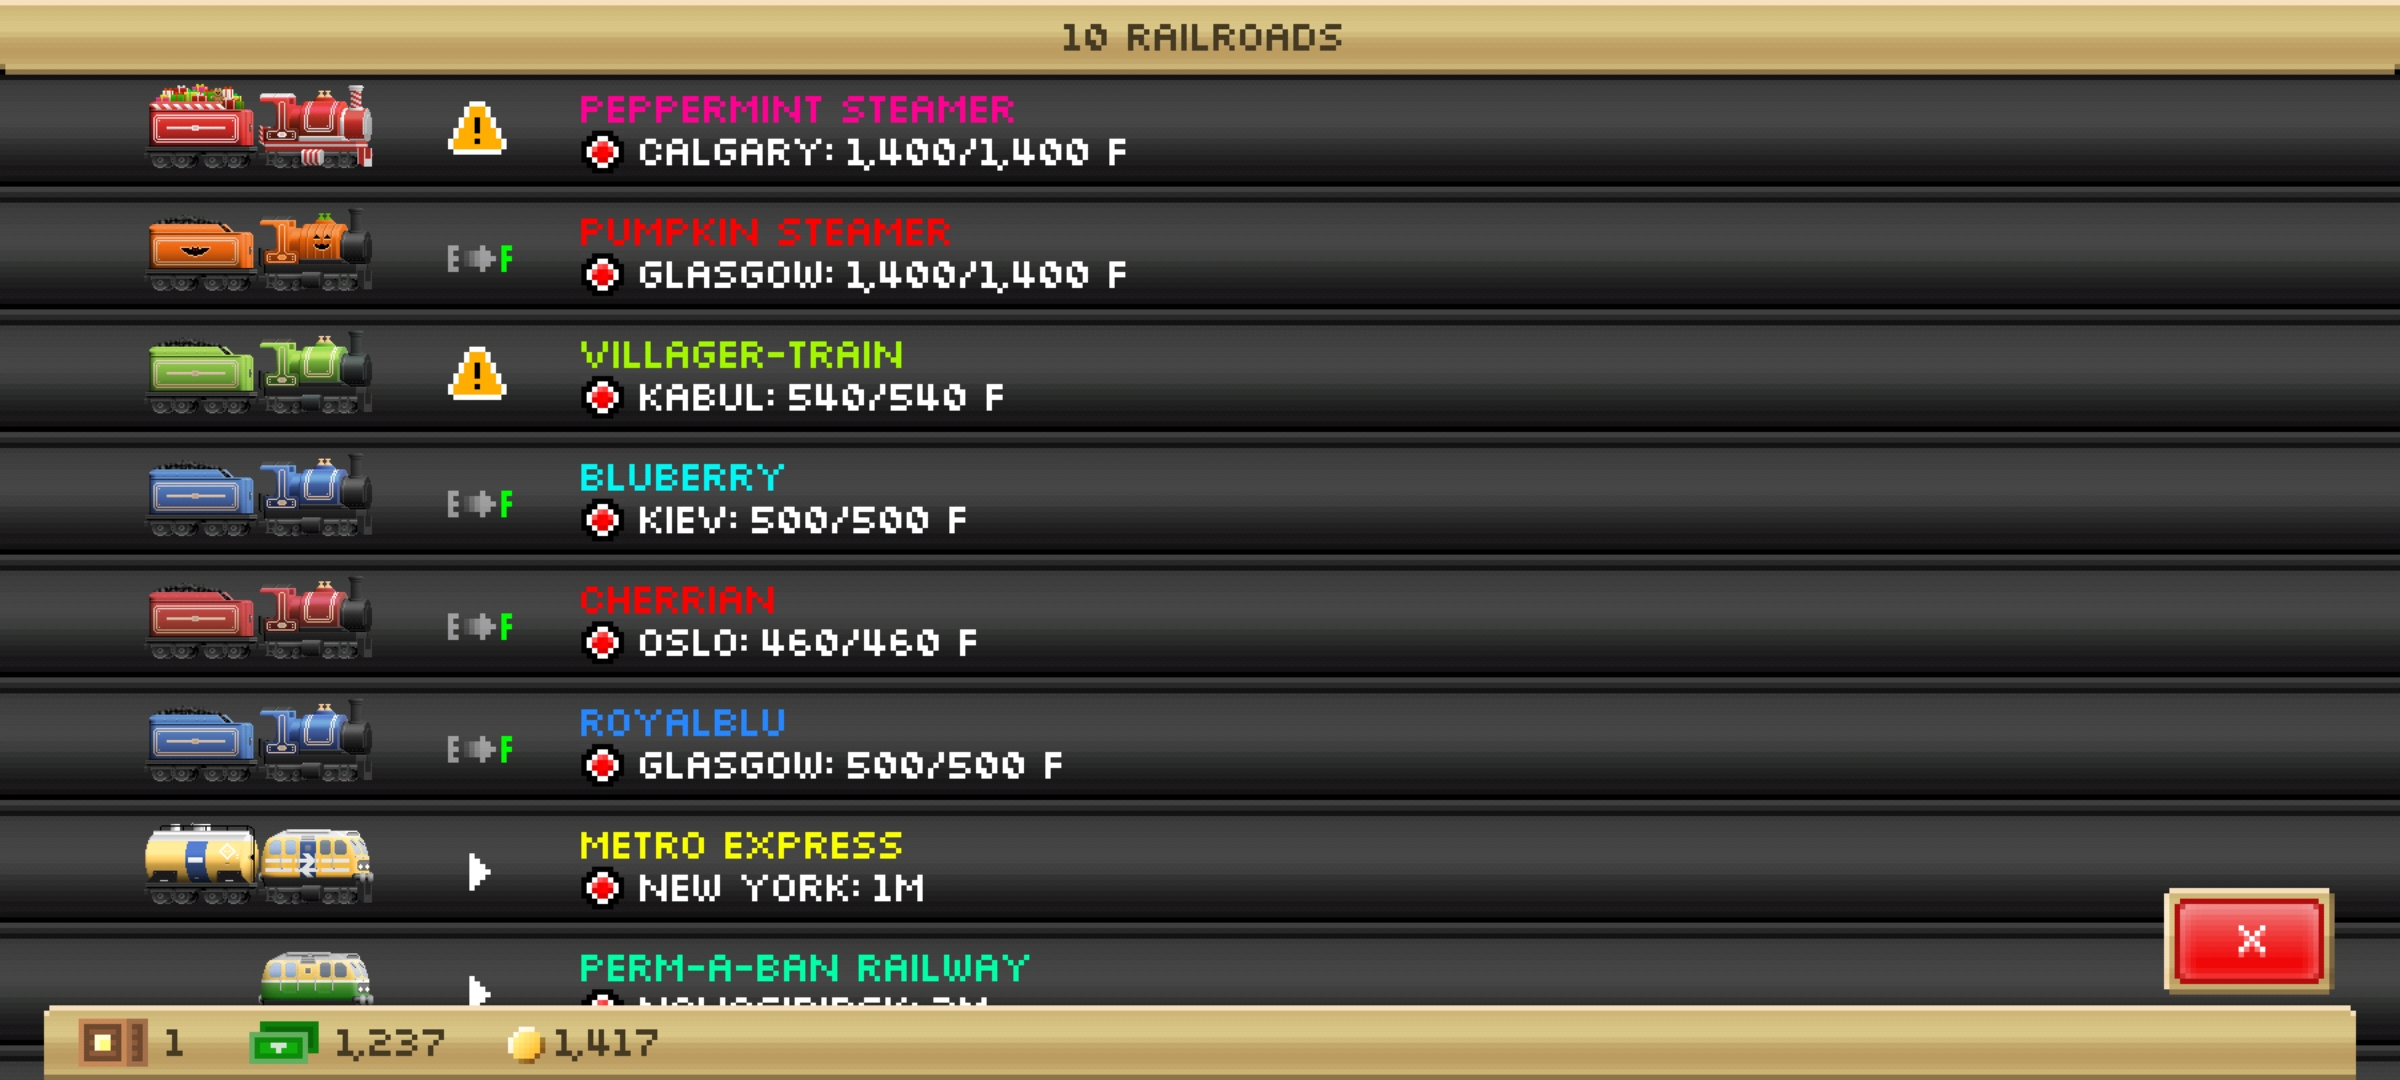 10 RAILROADS
PEPPERMINT STEAMER
CALGARY: 1,400/1,400 F
PUMPKIN STEAMER
E F
GLASGOW: 1,400/1,400 F
VILLAGER-TRAIN
KABUL: 540/540 F
BLUBERRY
E F
KIEV: 500/500 F
CHERRIAN
E F
OSLO: 460/460 F
ROYALBLU
E F
GLASGOW: 500/500 F
METRO EXPRESS
NEW YORK: 1M
PERM-A-BAN RAILWAY
X
1 1,237 1,417